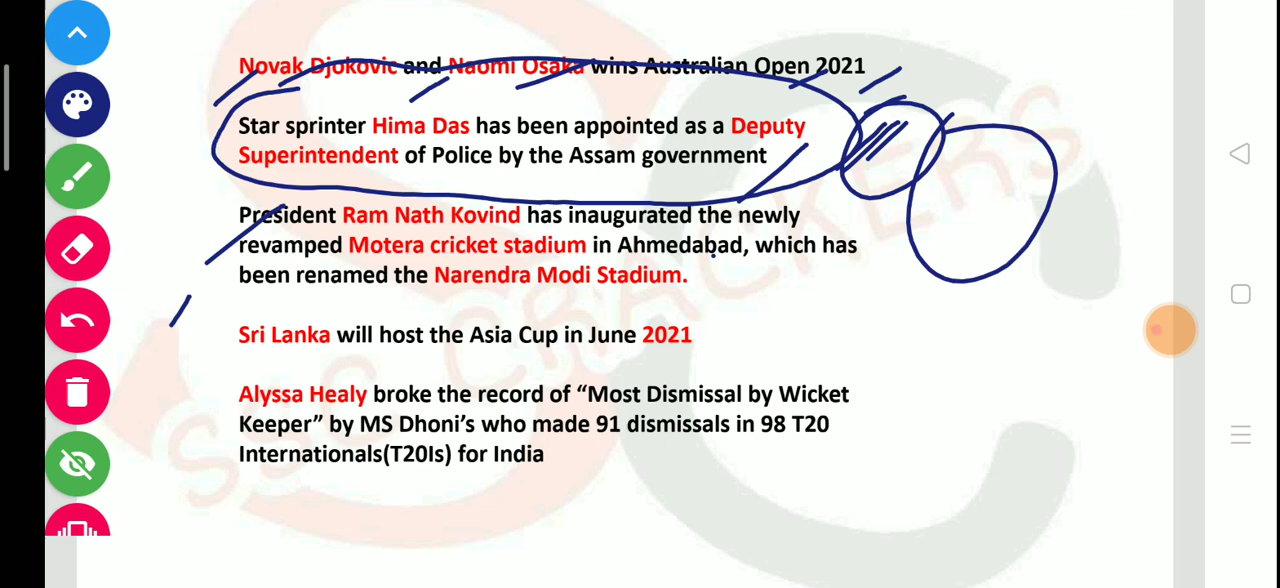 Novak Djokovic and Naomi Osaka wins Australian Open 2021
Star sprinter Hima Das has been appointed as a Deputy
Superintendent of Police by the Assam government
President Ram Nath Kovind has inaugurated the newly
revamped Motera cricket stadium in Ahmedabad, which has
been renamed the Narendra Modi Stadium.
Sri Lanka will host the Asia Cup in June 2021
Alyssa Healy broke the record of “Most Dismissal by Wicket
Keeper” by MS Dhoni’s who made 91 dismissals in 98 T20
Internationals(T20Is) for India
SSC CRACKERS